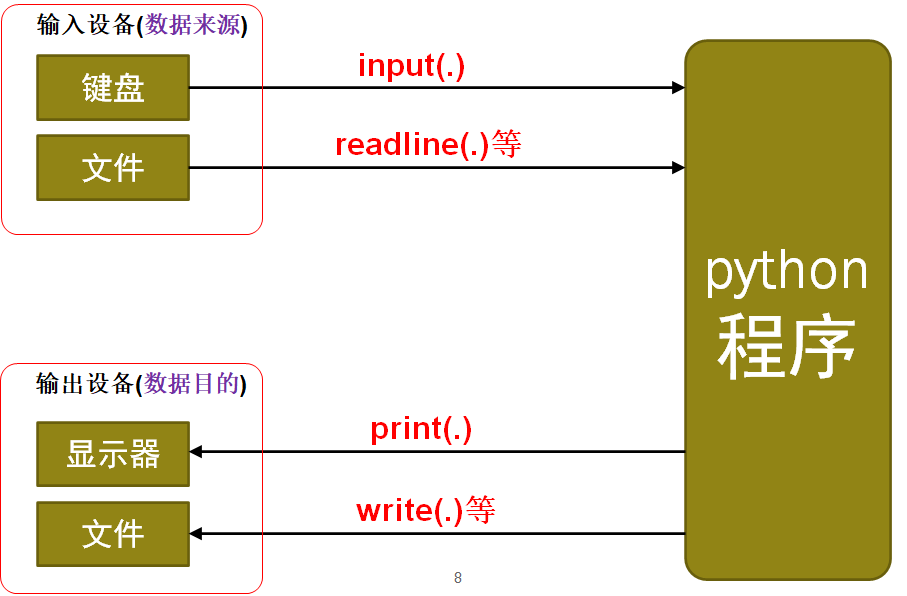 输入设备(数据来源)
键盘
input(.)
文件
readline(.)等
python
程序
输出设备(数据目的)
显示器
print(.)
文件
write(.)等
8